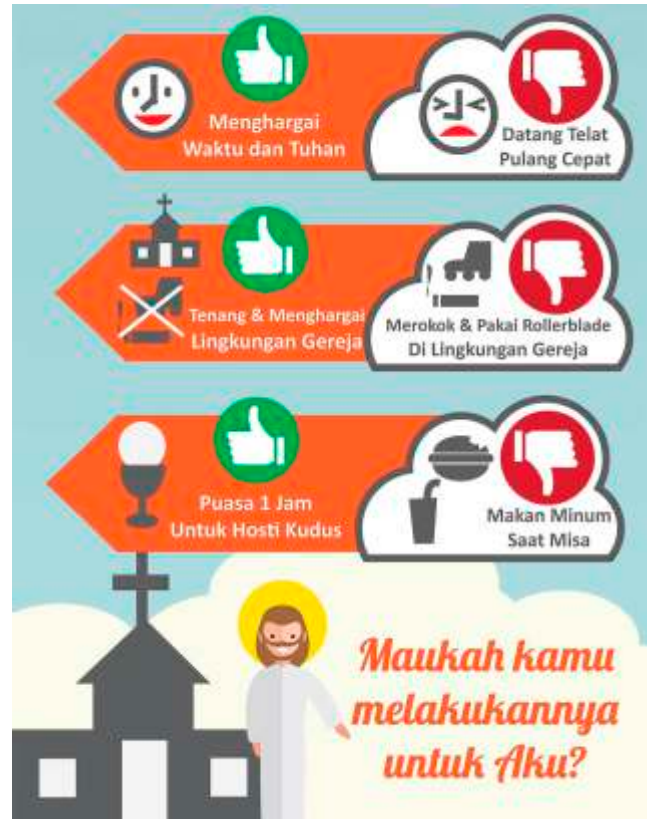 Menghargai
Waktu dan Tuhan
Datang Telat
Pulang Cepat
Tenang & Menghargai
Lingkungan Gereja
Merokok & Pakai Rollerblade
Di Lingkungan Gereja
Puasa 1 Jam
Untuk Hosti Kudus
Makan Minum
Saat Misa
Maukah kamu
melakukannya
untuk Aku?